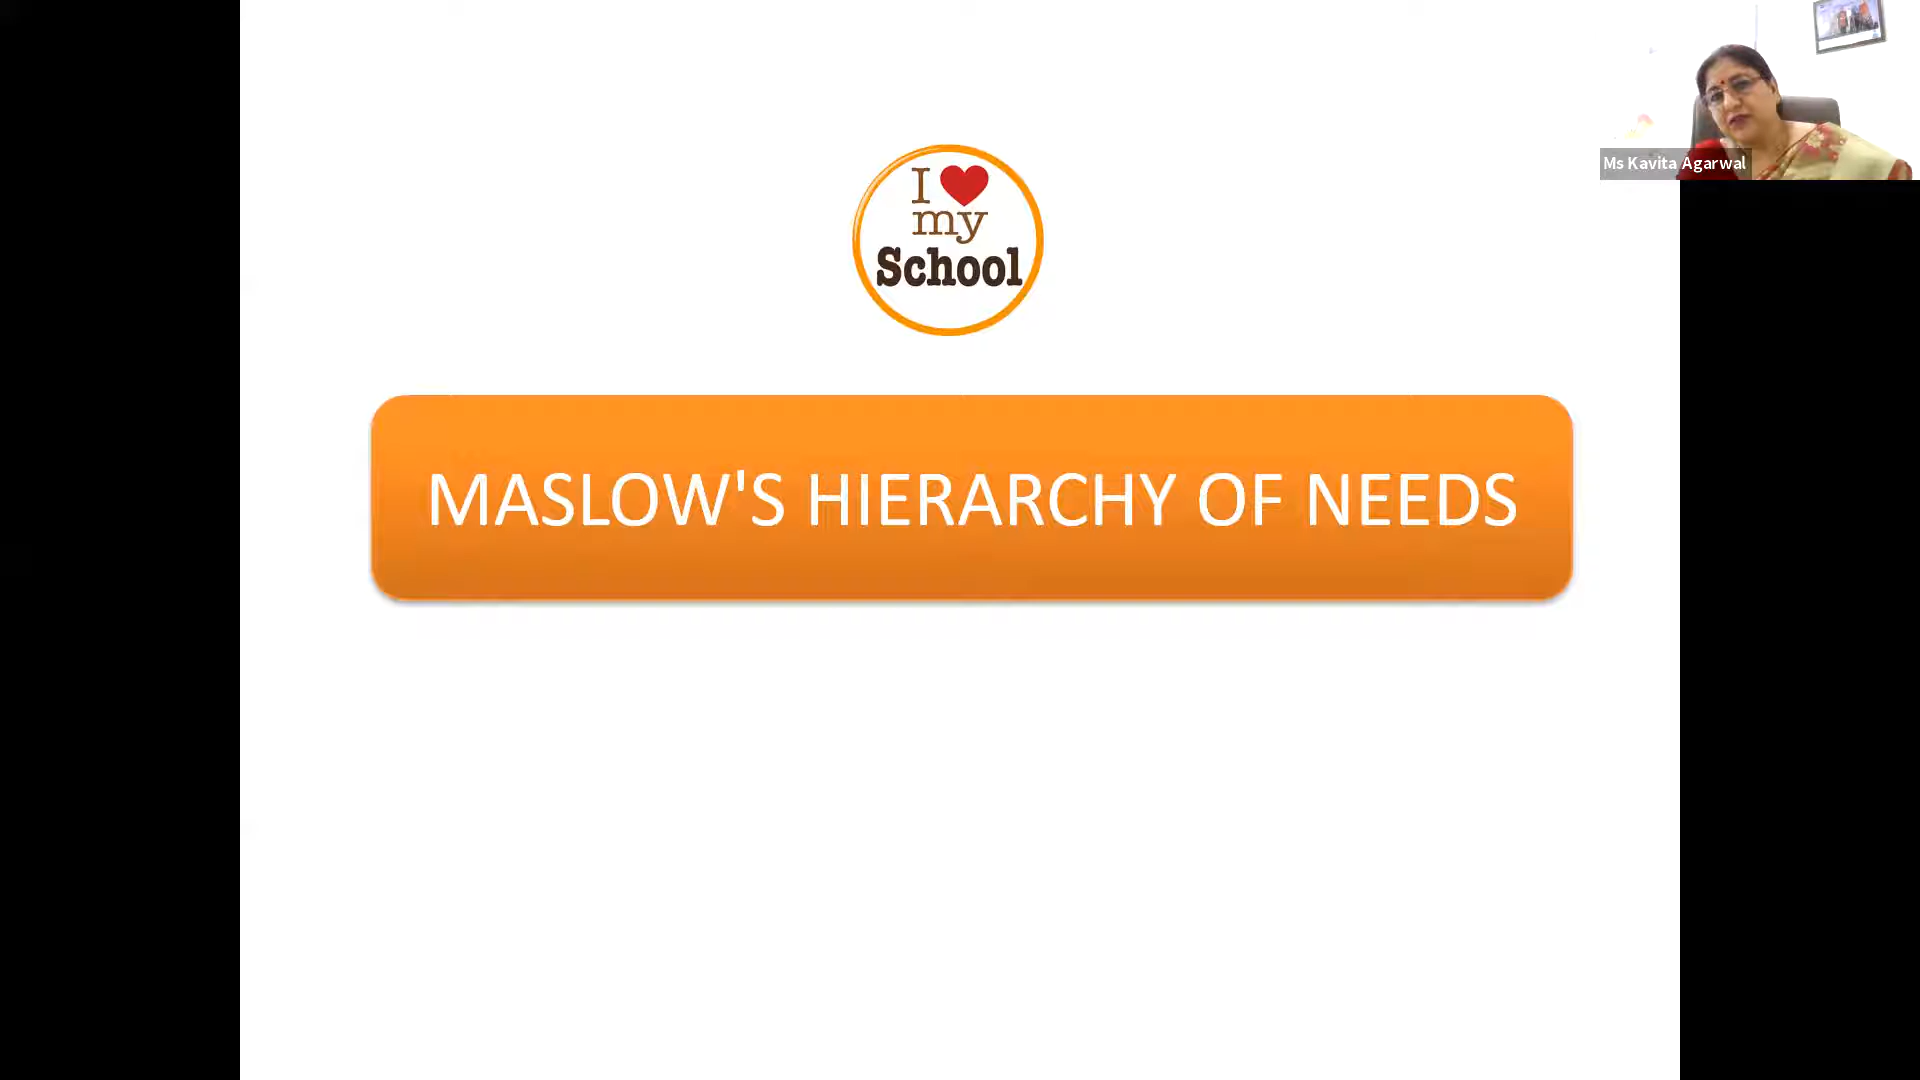 I
my
School
MASLOW'S HIERARCHY OF NEEDS
Ms Kavita Agarwal